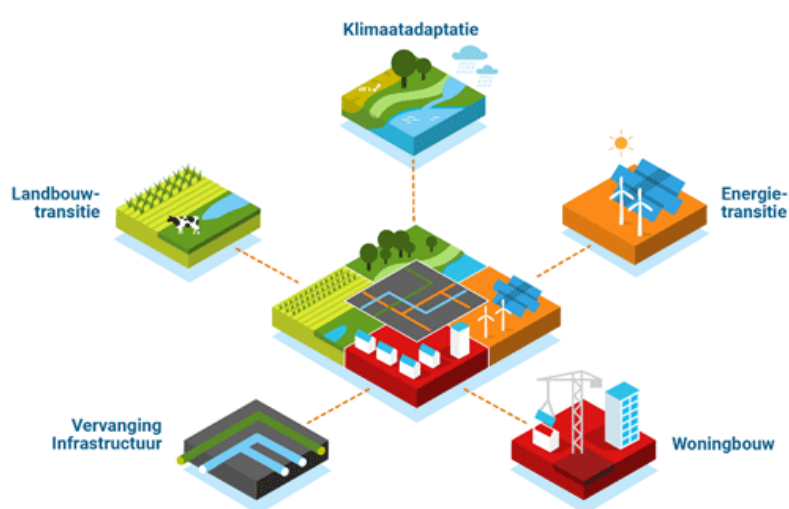 Klimaatadaptatie
Landbouw-
transitie
Energie-
transitie
Vervanging
Infrastructuur
Woningbouw